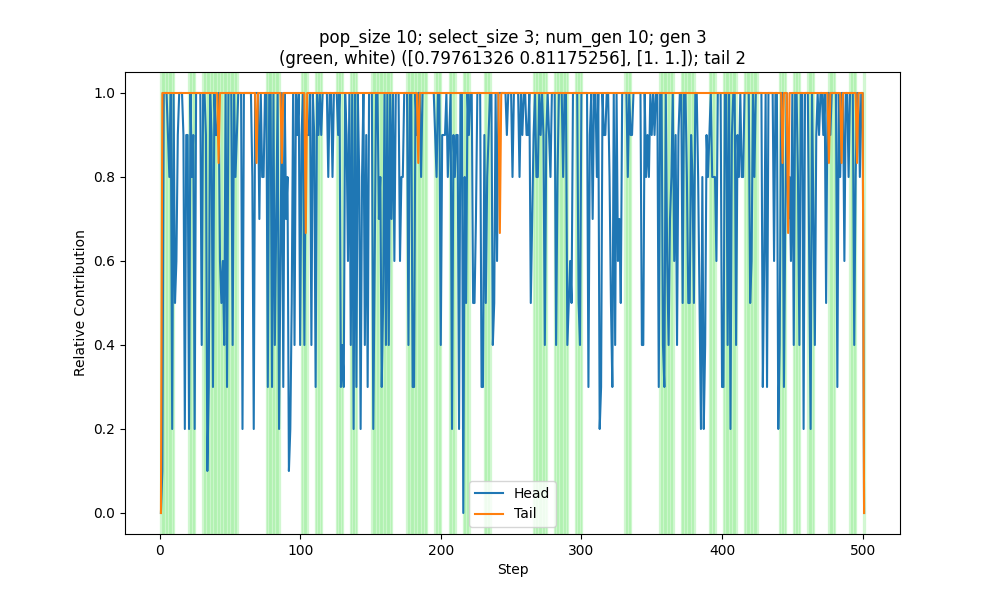 pop_size 10; select_size 3; num_gen 10; gen 3
(green, white) ([0.79761326 0.81175256], [1. 1.]); tail 2
Relative Contribution
1.0
0.8
0.6
0.4
0.2
0.0
Head
Tail
0 100 200 300 400 500
Step